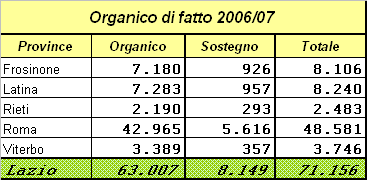 Organico di fatto 2006/07
Province Organico Sostegno Totale
Frosinone 7.180 926 8.106
Latina 7.283 957 8.240
Rieti 2.190 293 2.483
Roma 42.965 5.616 48.581
Viterbo 3.389 357 3.746
Lazio 63.007 8.149 71.156